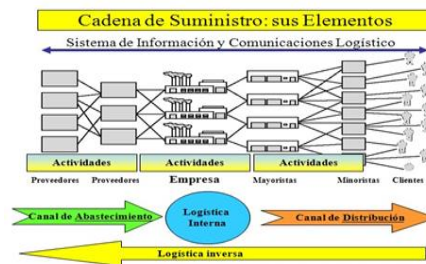 Cadena de Suministro: sus Elementos
Sistema de Información y Comunicaciones Logístico
Actividades Actividades Actividades
Proveedores Proveedores Empresa Mayoristas Minoristas Clientes
Canal de Abastecimiento
Logística
Interna
Canal de Distribución
Logística inversa